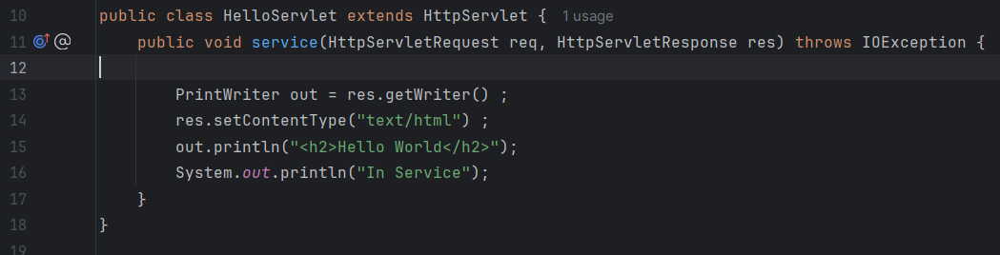 10 public class HelloServlet extends HttpServlet { 1 usage
11 @ public void service(HttpServletRequest req, HttpServletResponse res) throws IOException {
12
13 PrintWriter out = res.getWriter() ;
14 res.setContentType("text/html") ;
15 out.println("<h2>Hello World</h2>");
16 System.out.println("In Service");
17 }
18 }
19